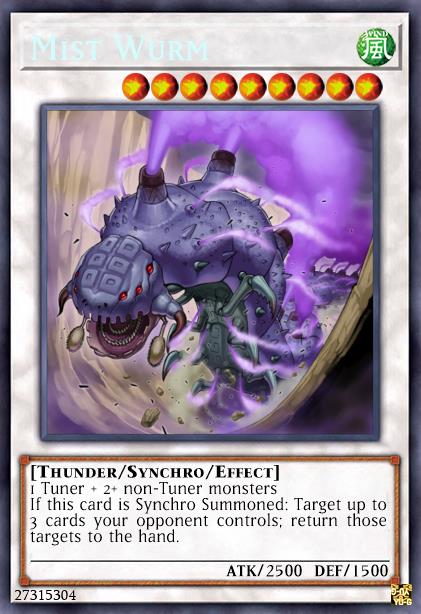 Mist Wurm
WIND
風
[Thunder/Synchro/Effect]
1 Tuner + 2+ non-Tuner monsters
If this card is Synchro Summoned: Target up to
3 cards your opponent controls; return those
targets to the hand.
ATK/2500 DEF/1500
27315304